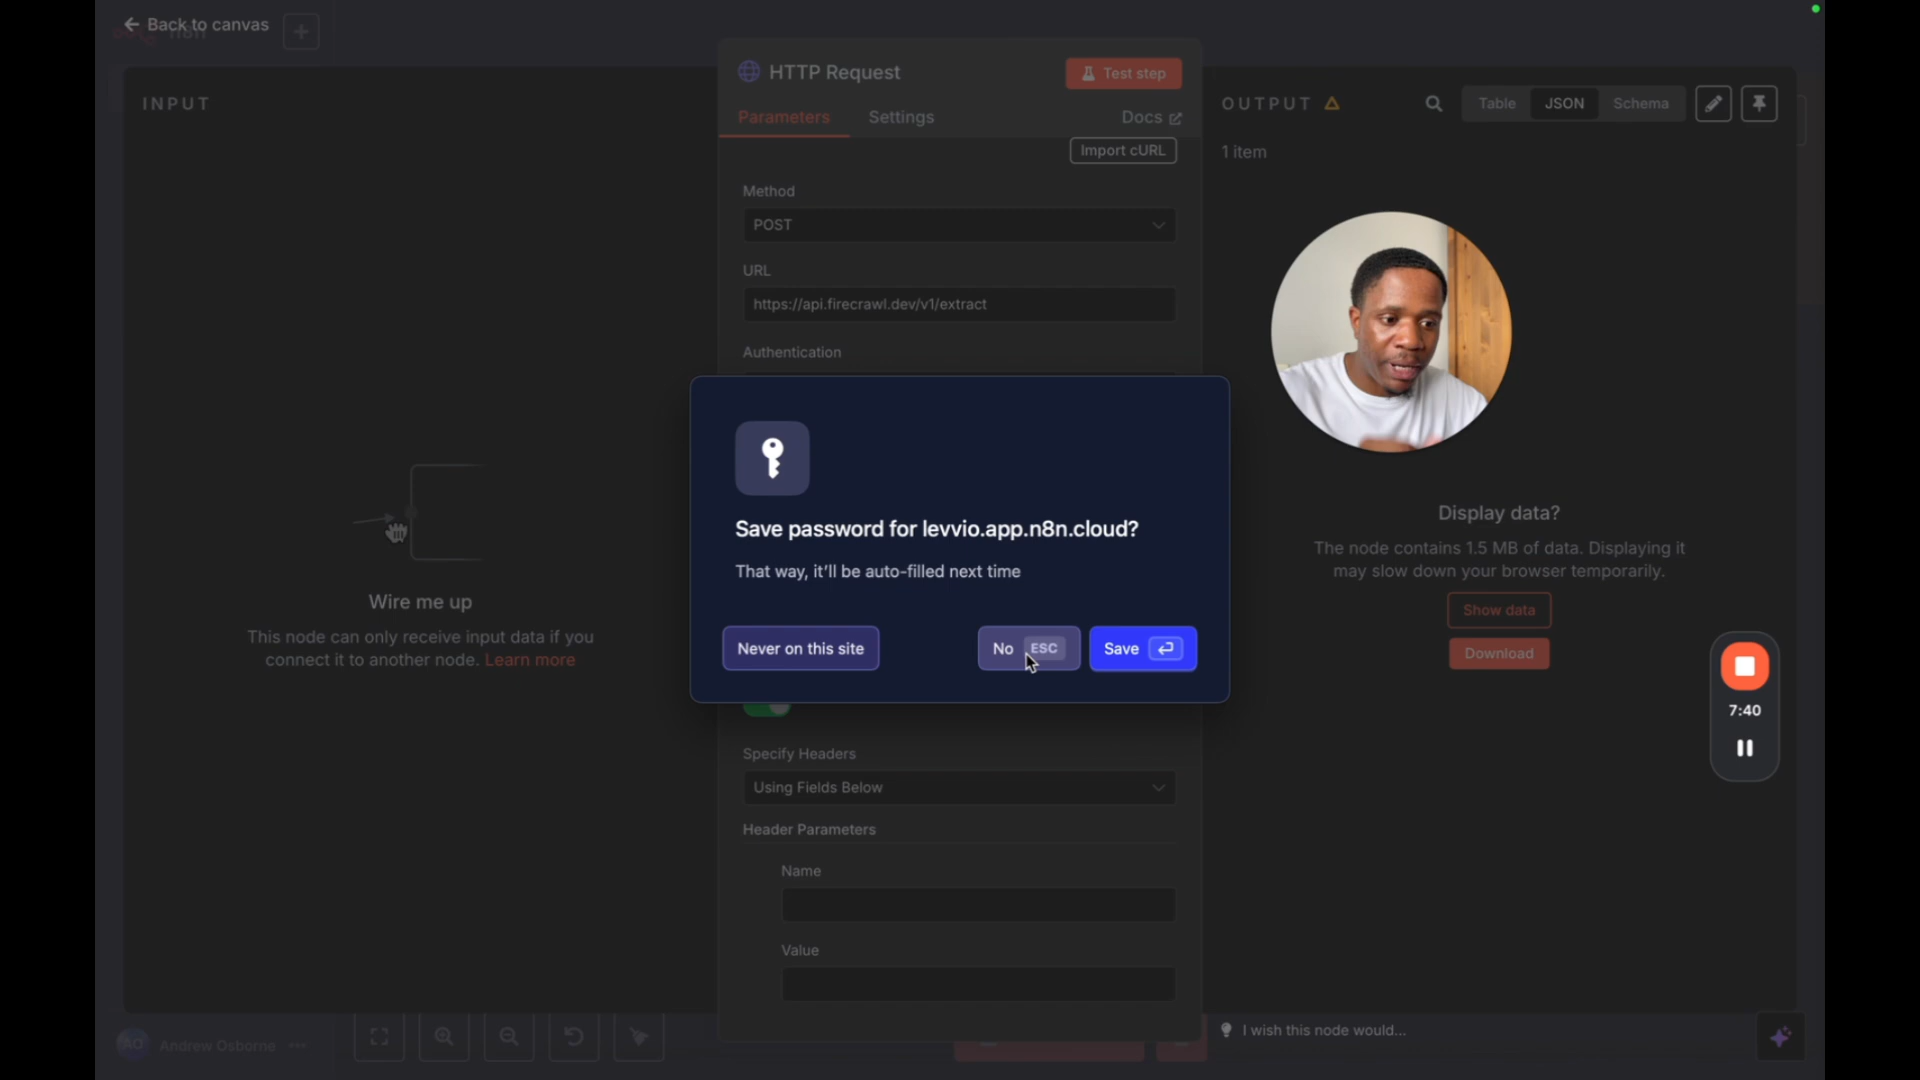 Back to canvas
n8n
INPUT
Wire me up
This node can only receive input data if you
connect it to another node. Learn more
HTTP Request
Test step
Parameters
Settings
Docs
Import cURL
Method
POST
URL
https://api.firecrawl.dev/v1/extract
Authentication
Save password for levvio.app.n8n.cloud?
That way, it'll be auto-filled next time
Never on this site
No ESC
Save
Specify Headers
Using Fields Below
Header Parameters
Name
Value
OUTPUT
Table
JSON
Schema
1 item
Display data?
The node contains 1.5 MB of data. Displaying it
may slow down your browser temporarily.
Show data
Download
7:40
I wish this node would...
AO
Andrew Osborne